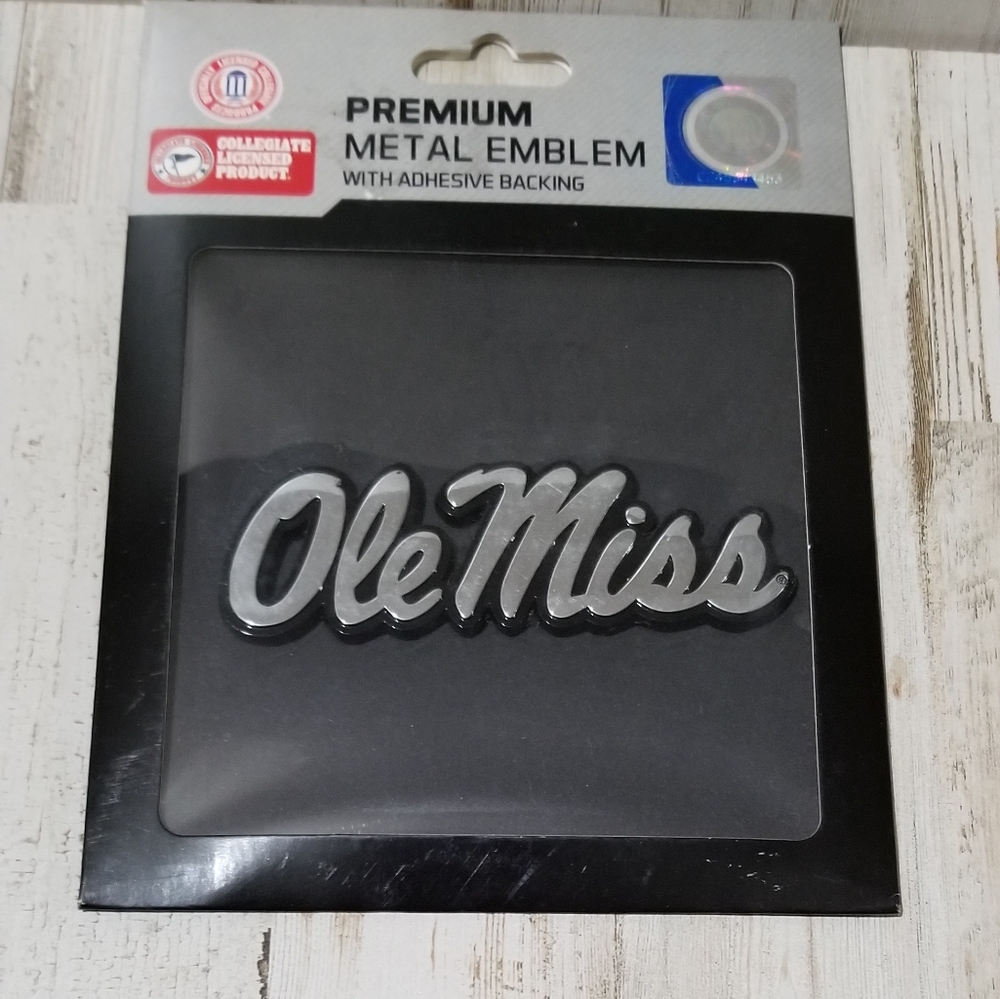 PREMIUM
METAL EMBLEM
WITH ADHESIVE BACKING
COLLEGIATE
LICENSED
PRODUCT.
Ole Miss®